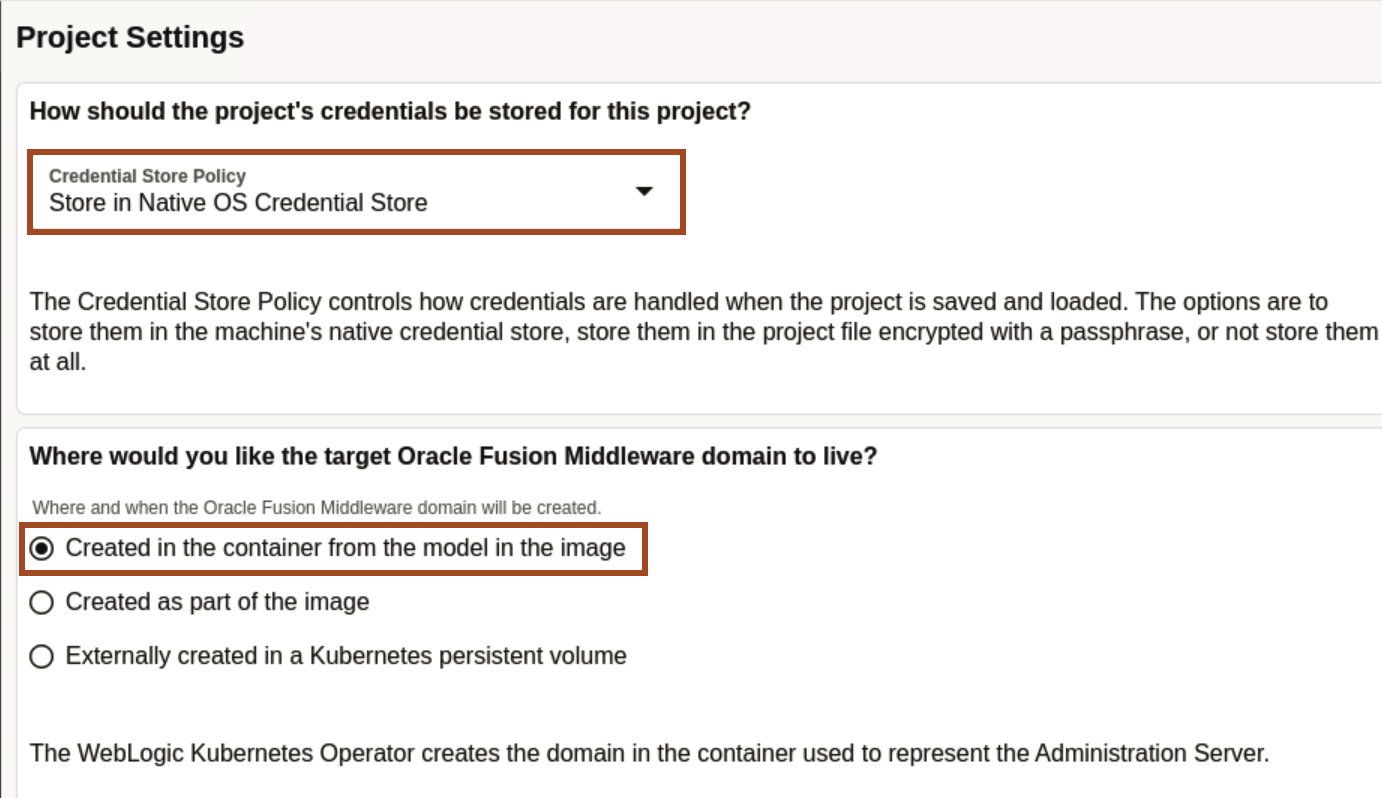 Project Settings
How should the project's credentials be stored for this project?
Credential Store Policy
Store in Native OS Credential Store
The Credential Store Policy controls how credentials are handled when the project is saved and loaded. The options are to
store them in the machine's native credential store, store them in the project file encrypted with a passphrase, or not store them
at all.
Where would you like the target Oracle Fusion Middleware domain to live?
Where and when the Oracle Fusion Middleware domain will be created.
Created in the container from the model in the image
Created as part of the image
Externally created in a Kubernetes persistent volume
The WebLogic Kubernetes Operator creates the domain in the container used to represent the Administration Server.